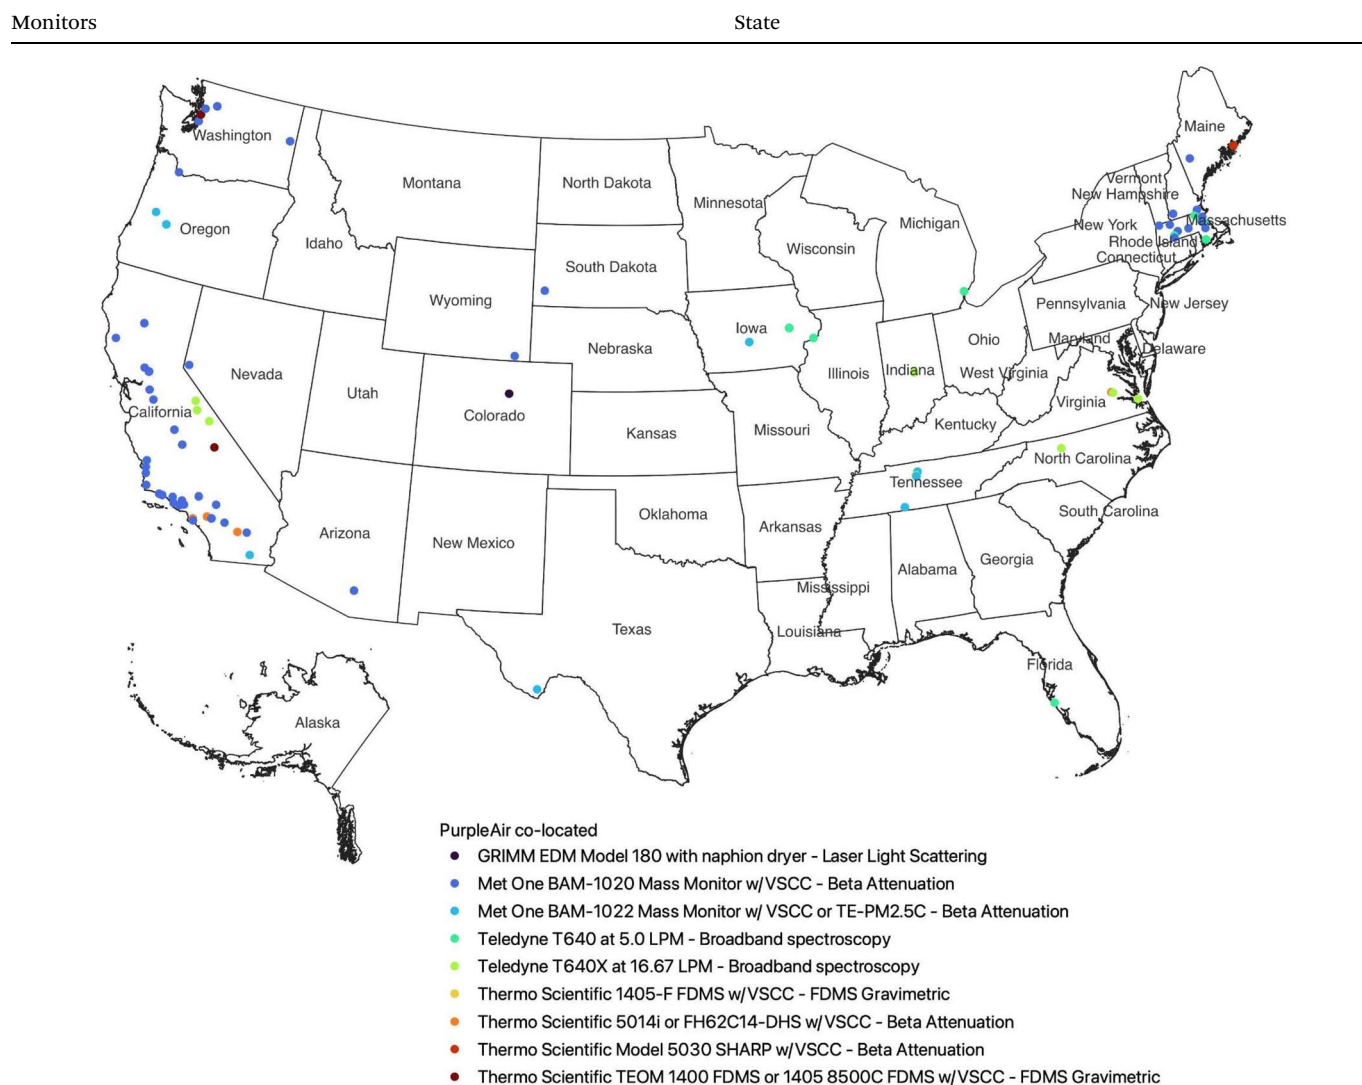 Monitors State
Maine
Washington
Vermont
Montana
North Dakota
New Hampshire
Minnesota
Michigan
Massachusetts
New York
Oregon
Idaho
Wisconsin
Rhode Island
Connecticut
South Dakota
Wyoming
Pennsylvania
New Jersey
Iowa
Ohio
Maryland
Nebraska
Delaware
Nevada
Illinois
Indiana
West Virginia
Utah
Virginia
California
Colorado
Kentucky
Kansas
Missouri
North Carolina
Tennessee
Oklahoma
South Carolina
Arkansas
Arizona
New Mexico
Georgia
Alabama
Mississippi
Texas
Louisiana
Florida
Alaska
PurpleAir co-located
GRIMM EDM Model 180 with naphion dryer - Laser Light Scattering
Met One BAM-1020 Mass Monitor w/VSCC - Beta Attenuation
Met One BAM-1022 Mass Monitor w/ VSCC or TE-PM2.5C - Beta Attenuation
Teledyne T640 at 5.0 LPM - Broadband spectroscopy
Teledyne T640X at 16.67 LPM - Broadband spectroscopy
Thermo Scientific 1405-F FDMS w/VSCC - FDMS Gravimetric
Thermo Scientific 5014i or FH62C14-DHS w/VSCC - Beta Attenuation
Thermo Scientific Model 5030 SHARP w/VSCC - Beta Attenuation
Thermo Scientific TEOM 1400 FDMS or 1405 8500C FDMS w/VSCC - FDMS Gravimetric